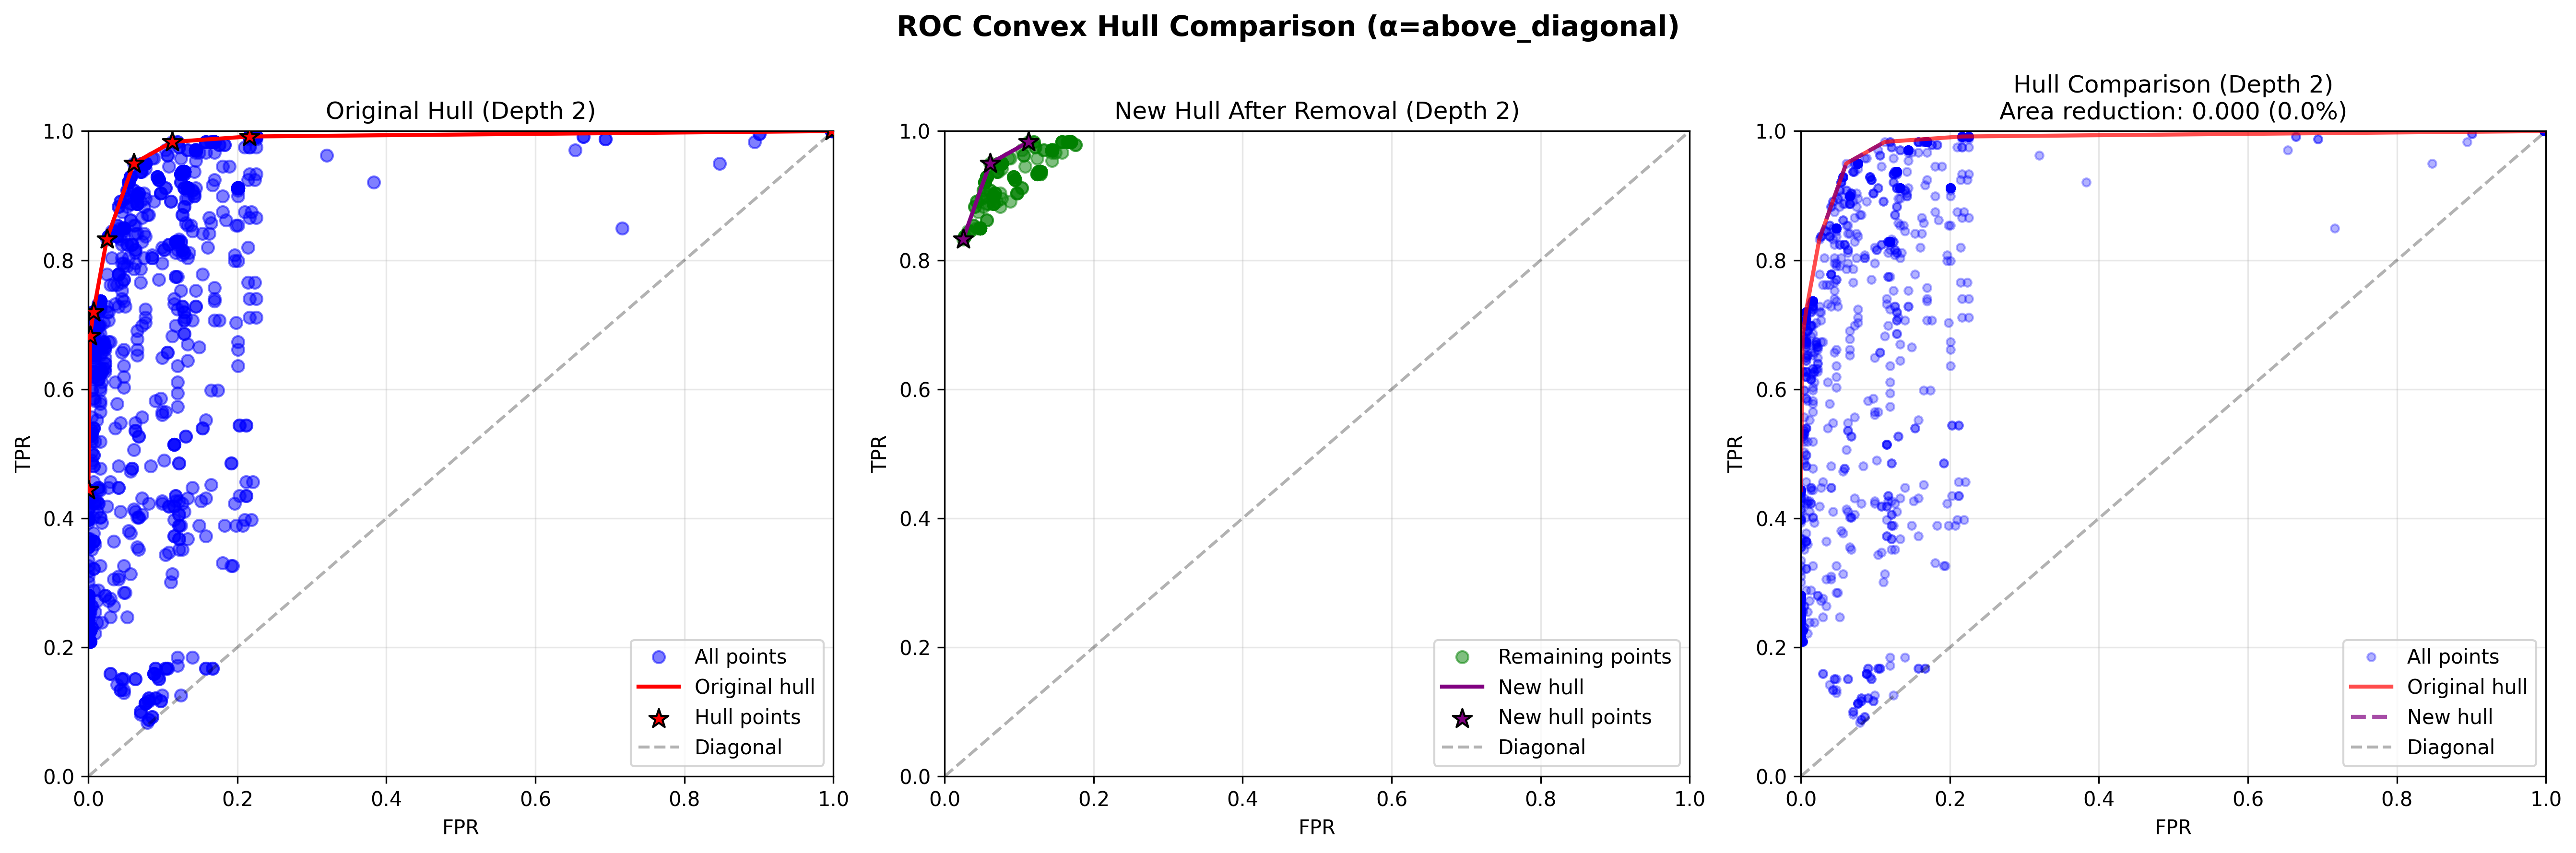 ROC Convex Hull Comparison (α=above_diagonal)
Original Hull (Depth 2)
1.0
0.8
0.6
0.4
0.2
0.0
TPR
0.0 0.2 0.4 0.6 0.8 1.0
FPR
All points
Original hull
Hull points
Diagonal
New Hull After Removal (Depth 2)
1.0
0.8
0.6
0.4
0.2
0.0
TPR
0.0 0.2 0.4 0.6 0.8 1.0
FPR
Remaining points
New hull
New hull points
Diagonal
Hull Comparison (Depth 2)
Area reduction: 0.000 (0.0%)
1.0
0.8
0.6
0.4
0.2
0.0
TPR
0.0 0.2 0.4 0.6 0.8 1.0
FPR
All points
Original hull
New hull
Diagonal